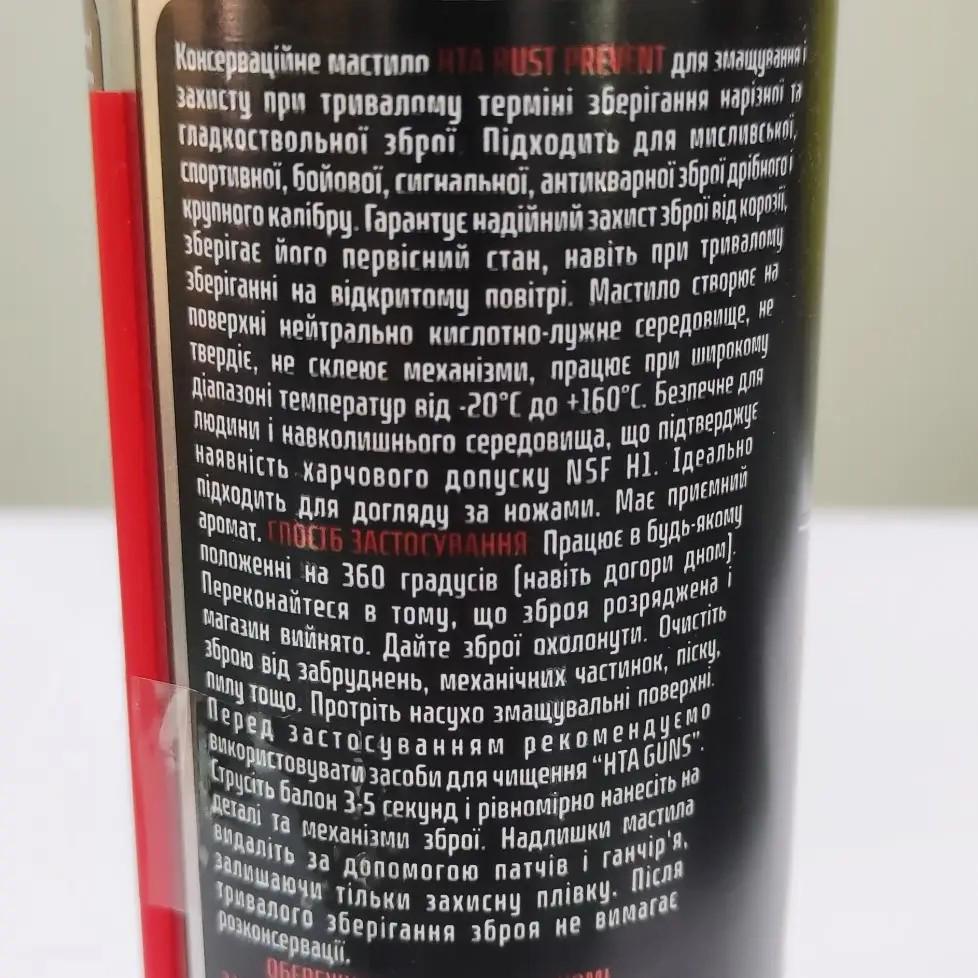 Консерваційне мастило HTA RUST PREVENT для змащування і
захисту при тривалому терміні зберігання нарізної та
гладкоствольної зброї. Підходить для мисливської,
спортивної, бойової, сигнальної, антикварної зброї дрібного і
крупного калібру. Гарантує надійний захист зброї від корозії,
зберігає його первісний стан, навіть при тривалому
зберіганні на відкритому повітрі. Мастило створює на
поверхні нейтрально кислотно-лужне середовище, не
твердіє, не склеює механізми, працює при широкому
діапазоні температур від -20°C до +160°C. Безпечне для
людини і навколишнього середовища, що підтверджує
наявність харчового допуску NSF H1. Ідеально
підходить для догляду за ножами. Має приємний
аромат. СПОСІБ ЗАСТОСУВАННЯ Працює в будь-якому
положенні на 360 градусів (навіть догори дном).
Переконайтеся в тому, що зброя розряджена і
магазин вийнято. Дайте зброї охолонути. Очистіть
зброю від забруднень, механічних частинок, піску,
пилу тощо. Протріть насухо змащувальні поверхні.
Перед застосуванням рекомендуємо
використовувати засоби для чищення “HTA GUNS”.
Струсіть балон 3-5 секунд і рівномірно нанесіть на
деталі та механізми зброї. Надлишки мастила
видаліть за допомогою патчів і ганчір'я,
залишаючи тільки захисну плівку. Після
тривалого зберігання зброя не вимагає
розконсервації.